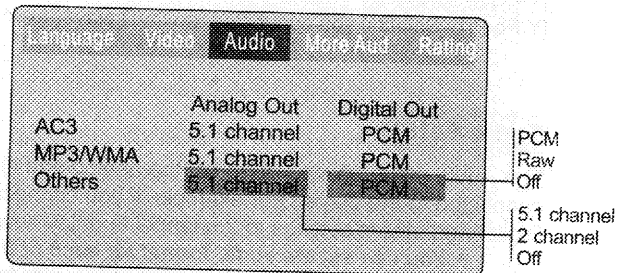 Language Video Audio More Aud Rating
Analog Out Digital Out
AC3 5.1 channel PCM
MP3/WMA 5.1 channel PCM
Others 5.1 channel PCM
PCM
Raw
Off
5.1 channel
2 channel
Off